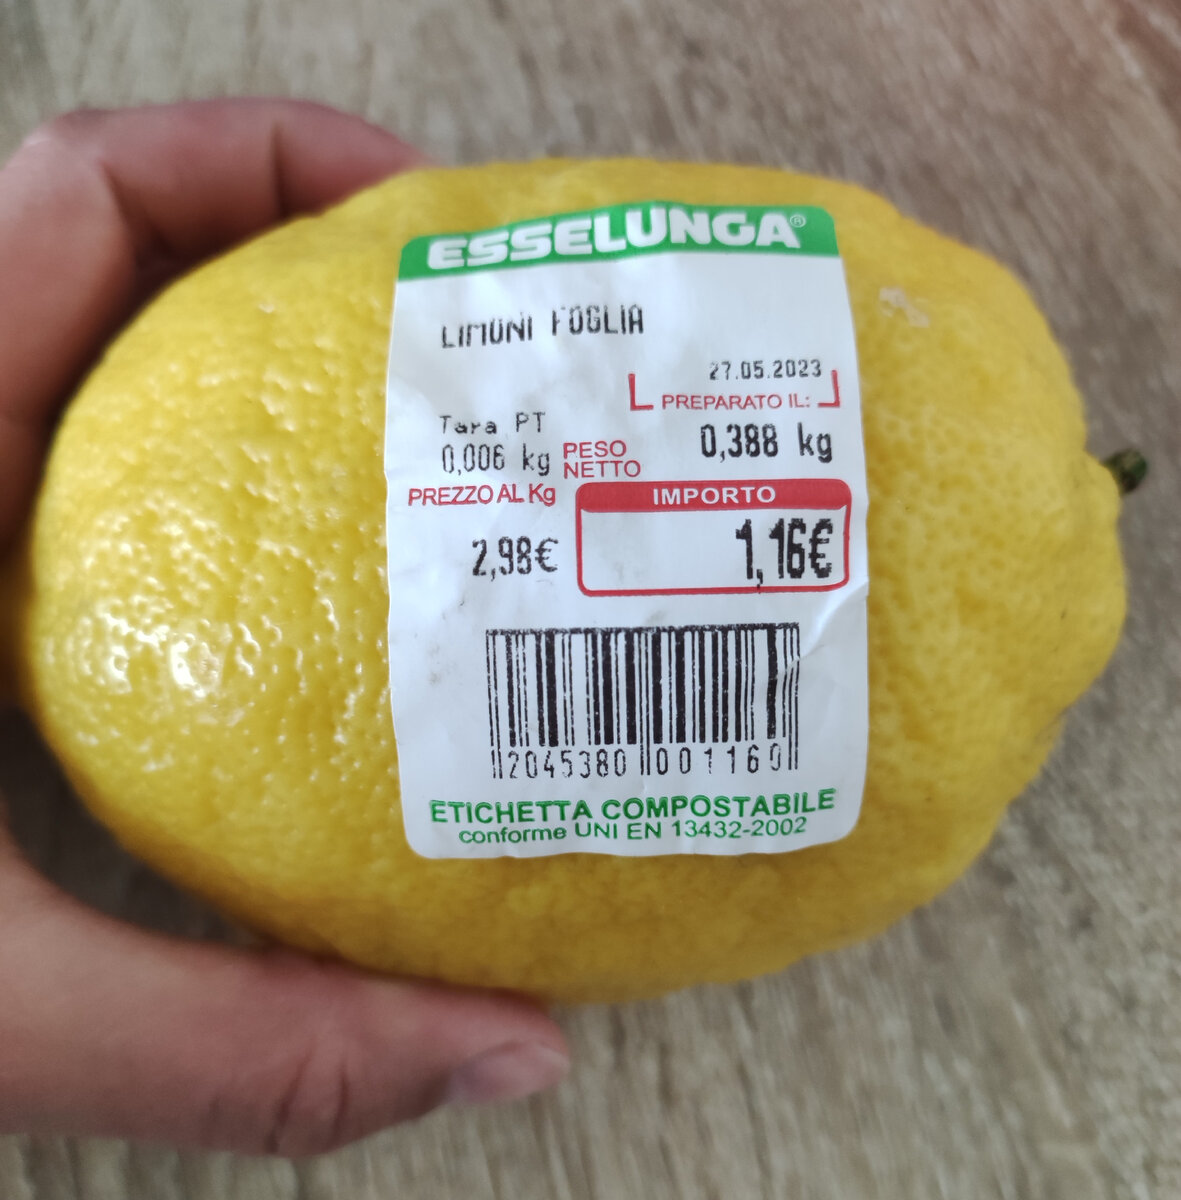 ESSELUNGA®
LIMONI FOGLIA
27.05.2023
PREPARATO IL:
Tara PT
0,006 kg
PESO
NETTO
0,388 kg
PREZZO AL Kg
2,98€
IMPORTO
1,16€
2045380 001160
ETICHETTA COMPOSTABILE
conforme UNI EN 13432-2002